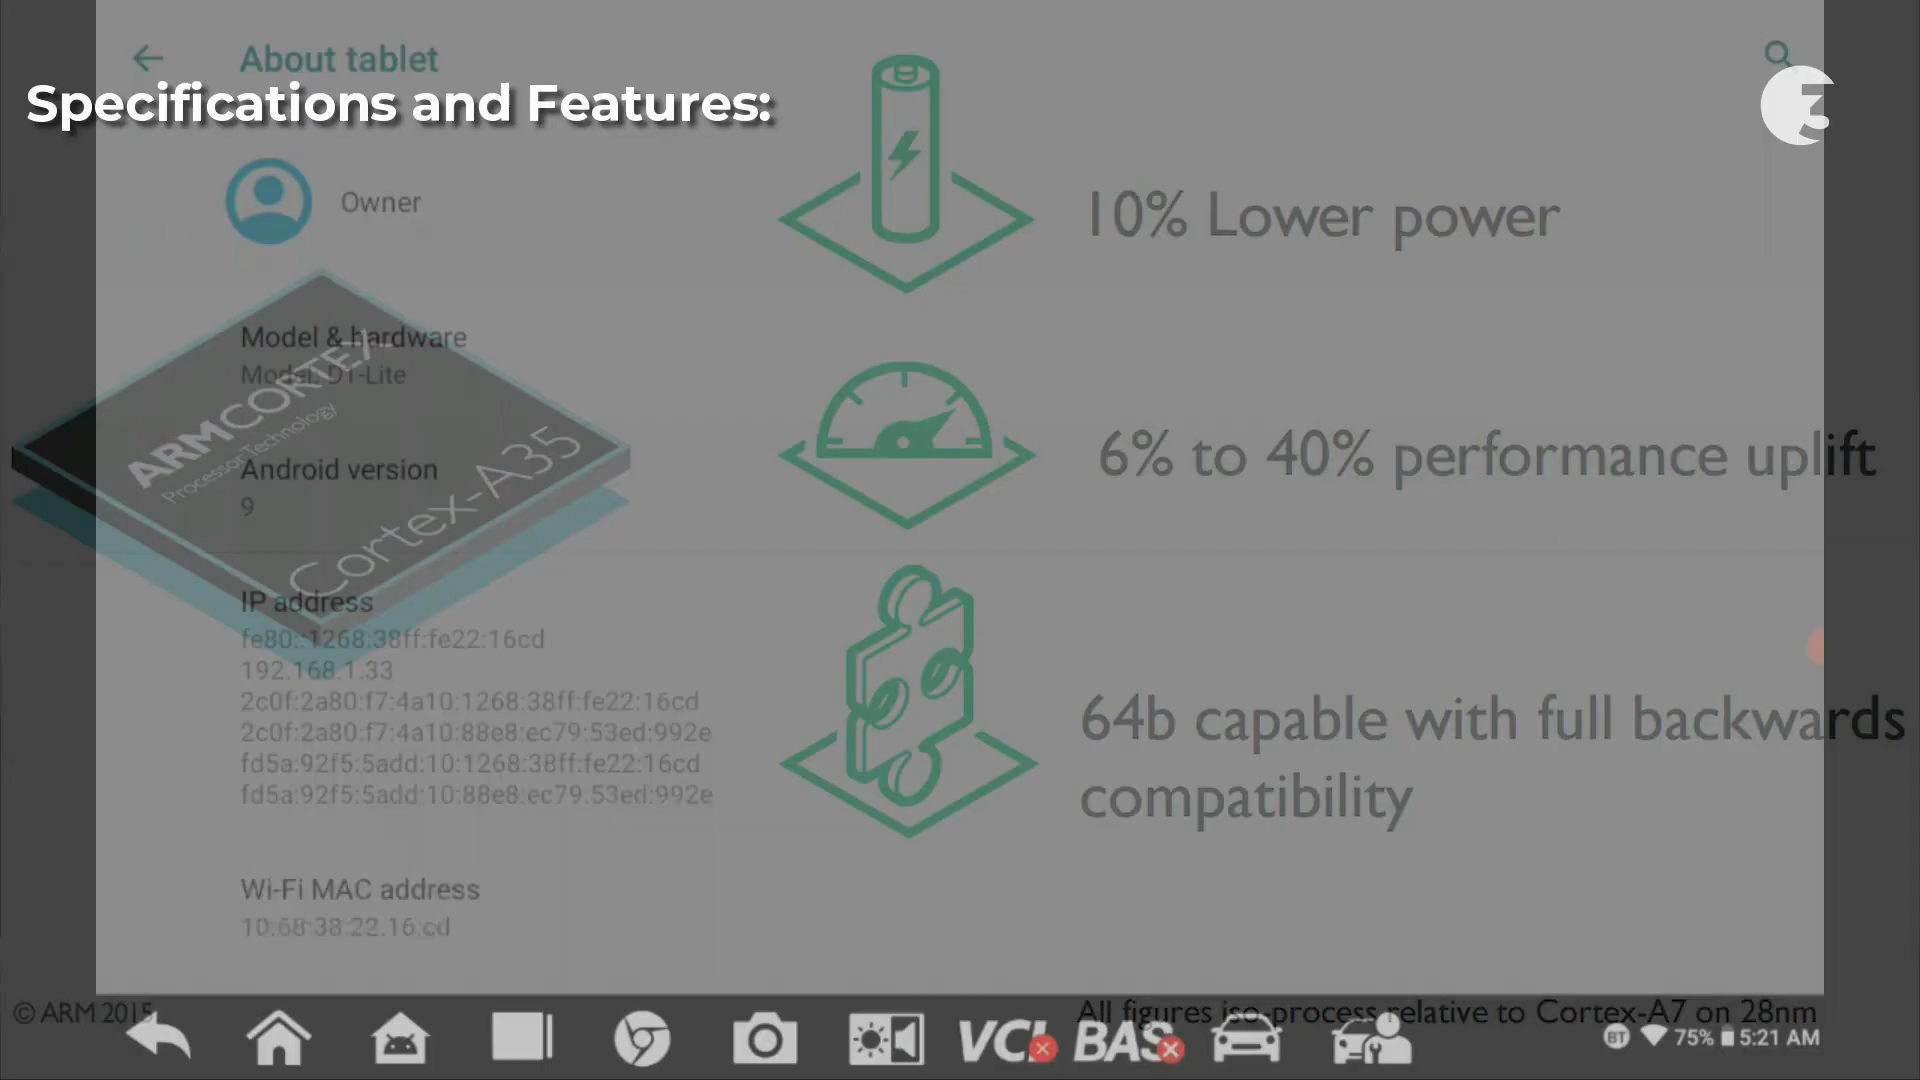 About tablet
Specifications and Features:
Owner
10% Lower power
Model & hardware
Model: DT-Lite
ARMCORTEX
Processor Technology
Cortex-A35
6% to 40% performance uplift
Android version
9
IP address
fe80::1268:38ff:fe22:16cd
192.168.1.33
2c0f:2a80:f7:4a10:1268:38ff:fe22:16cd
2c0f:2a80:f7:4a10:88e8:ec79:53ed:992e
fd5a:92f5:5add:10:1268:38ff:fe22:16cd
fd5a:92f5:5add:10:88e8:ec79:53ed:992e
64b capable with full backwards
compatibility
Wi-Fi MAC address
10:68:38:22:16:cd
© ARM 2015
All figures iso-process relative to Cortex-A7 on 28nm
VCI BAS BT 75% 5:21 AM